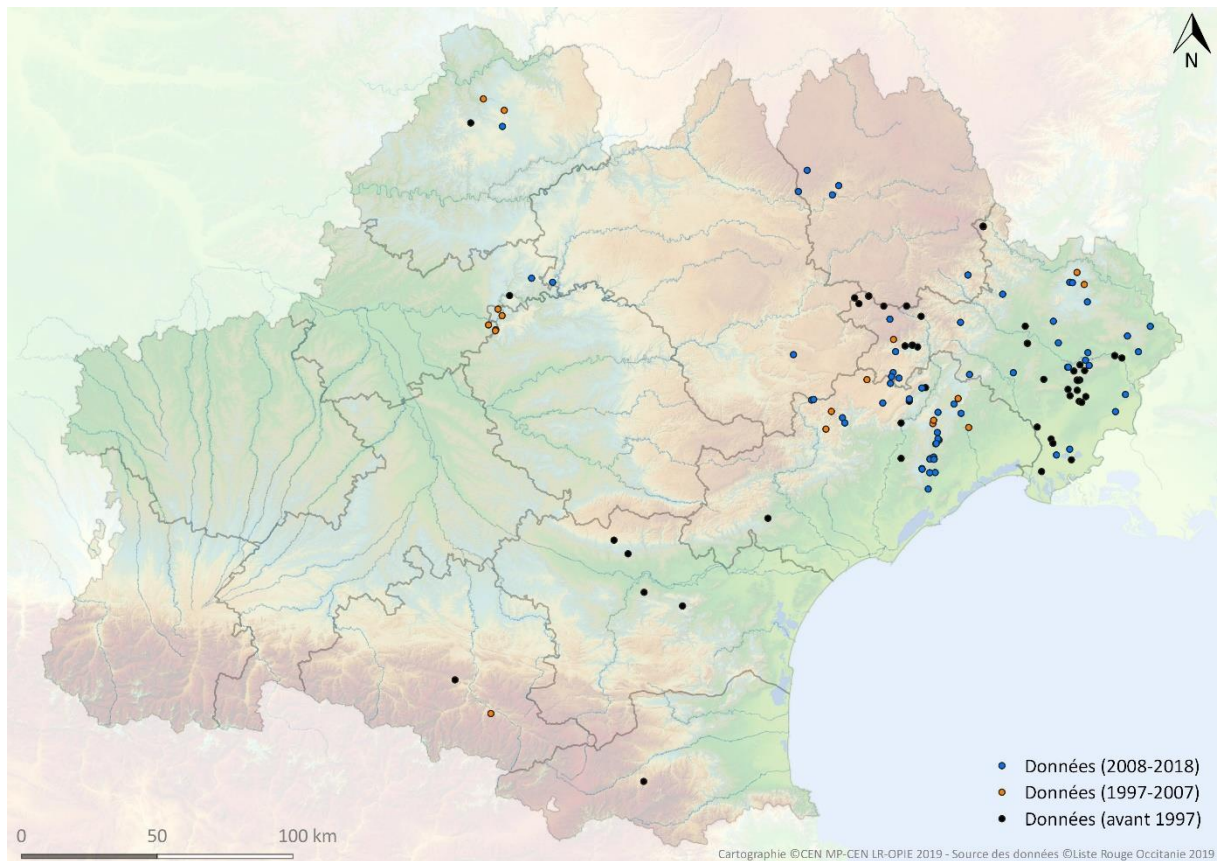 N
Données (2008-2018)
Données (1997-2007)
Données (avant 1997)
0 50 100 km
Cartographie ©CEN MP-CEN LR-OPIE 2019 - Source des données ©Liste Rouge Occitanie 2019